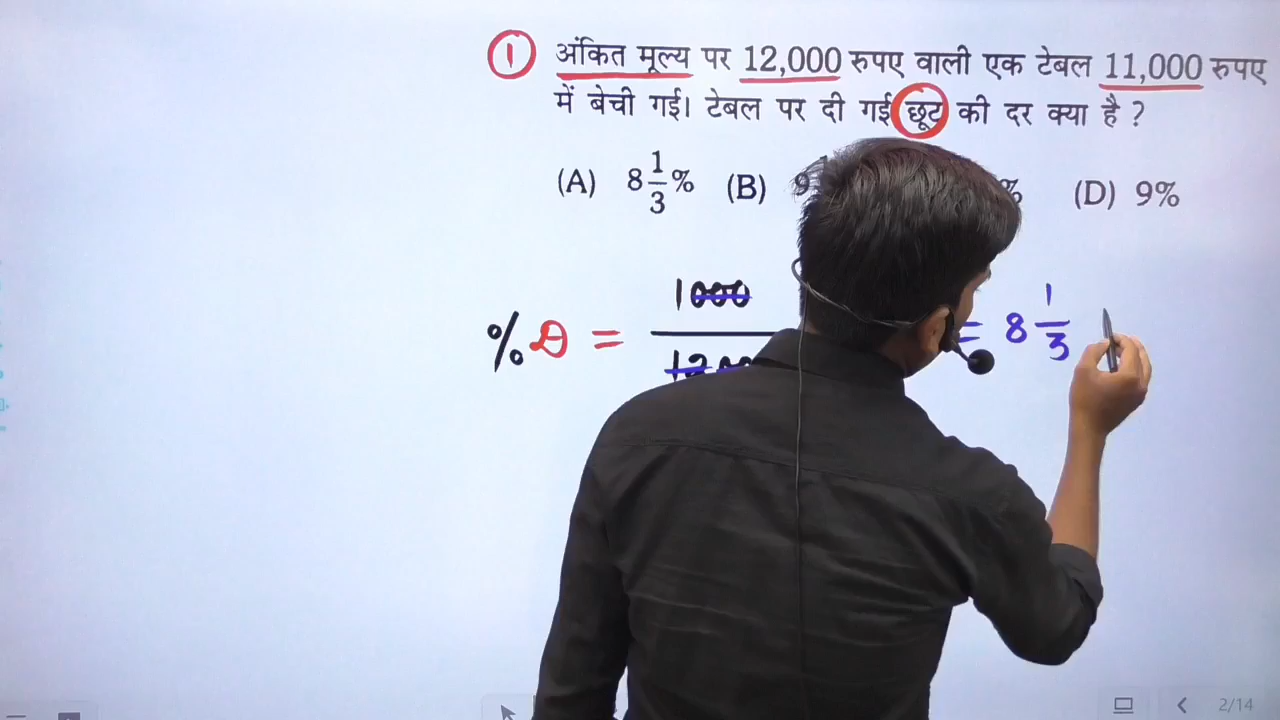 ① अंकित मूल्य पर 12,000 रुपए वाली एक टेबल 11,000 रुपए
में बेची गई। टेबल पर दी गई छूट की दर क्या है ?
(A) 8 1/3 % (B) 9 % (D) 9%
% D = 1000 / = 8 1/3
2/14